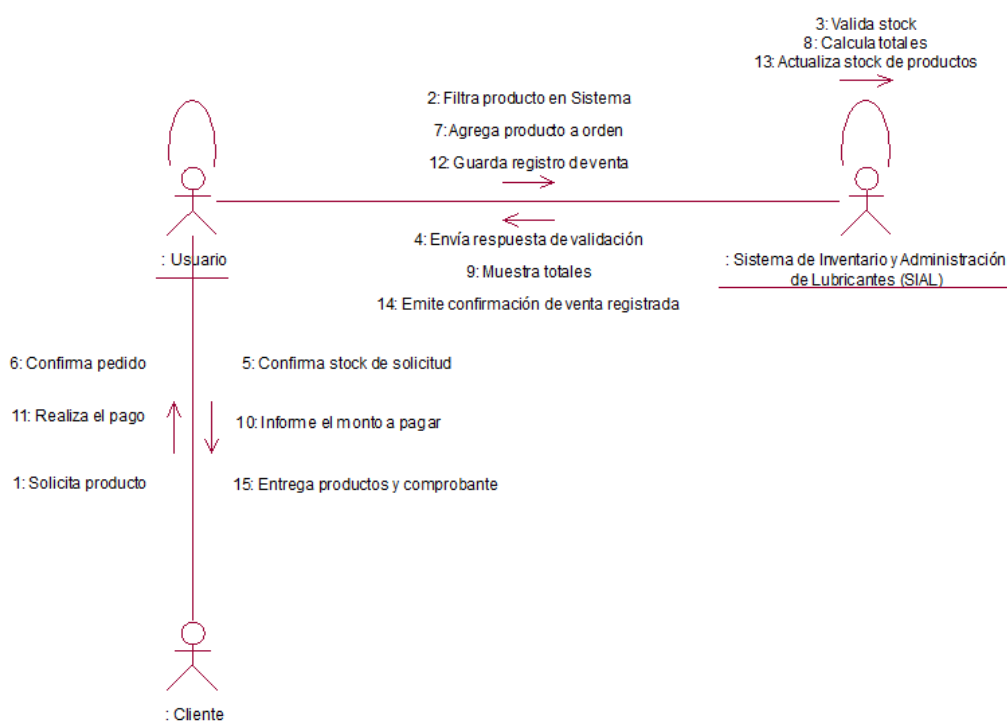 3: Valida stock
8: Calcula totales
13: Actualiza stock de productos
2: Filtra producto en Sistema
7: Agrega producto a orden
12: Guarda registro de venta
4: Envía respuesta de validación
9: Muestra totales
14: Emite confirmación de venta registrada
: Usuario
: Sistema de Inventario y Administración
de Lubricantes (SIAL)
6: Confirma pedido
5: Confirma stock de solicitud
11: Realiza el pago
10: Informe el monto a pagar
1: Solicita producto
15: Entrega productos y comprobante
: Cliente